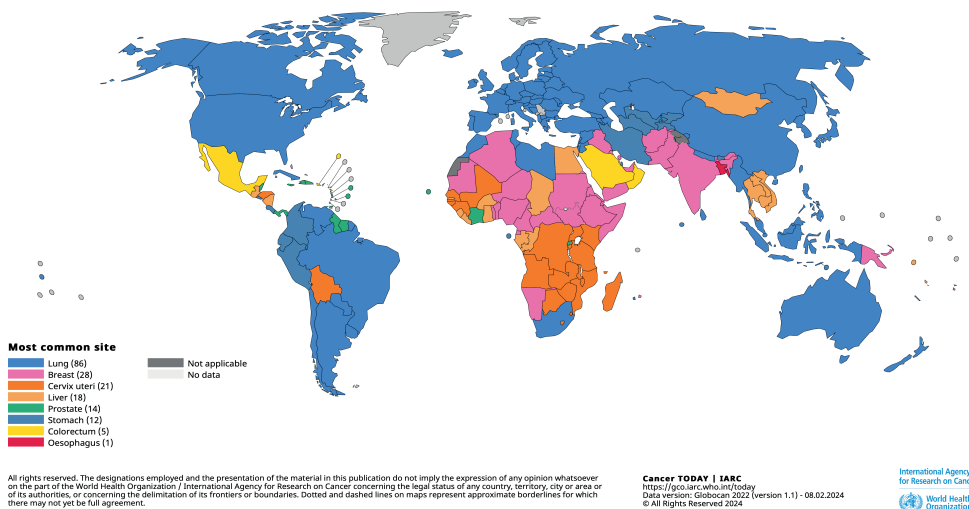 Most common site
Lung (86)
Breast (28)
Cervix uteri (21)
Liver (18)
Prostate (14)
Stomach (12)
Colorectum (5)
Oesophagus (1)
Not applicable
No data
All rights reserved. The designations employed and the presentation of the material in this publication do not imply the expression of any opinion whatsoever
on the part of the World Health Organization / International Agency for Research on Cancer concerning the legal status of any country, territory, city or area or
of its authorities, or concerning the delimitation of its frontiers or boundaries. Dotted and dashed lines on maps represent approximate borderlines for which
there may not yet be full agreement.
Cancer TODAY | IARC
https://gco.iarc.who.int/today
Data version: Globocan 2022 (version 1.1) - 08.02.2024
© All Rights Reserved 2024
International Agency
for Research on
World